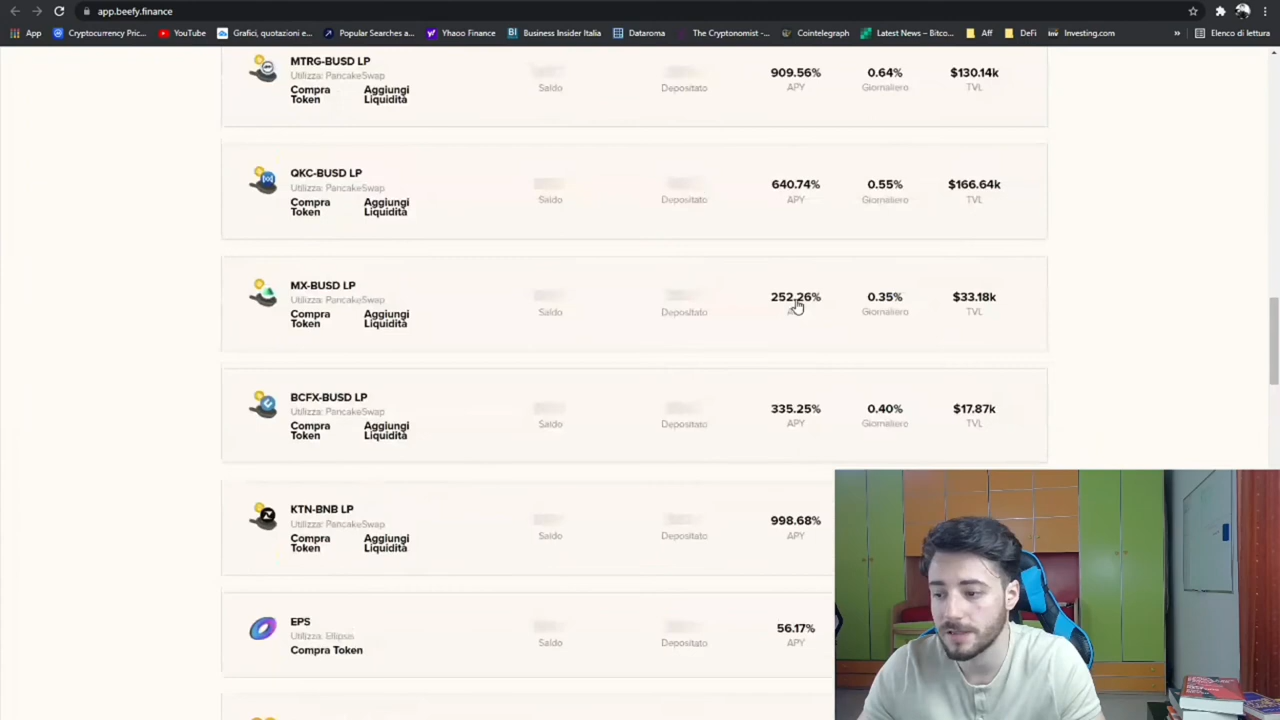 app.beefy.finance
App
Cryptocurrency Pric...
YouTube
Grafici, quotazioni e...
Popular Searches a...
Yhaoo Finance
Business Insider Italia
Dataroma
The Cryptonomist -...
Cointelegraph
Latest News – Bitco...
Aff
DeFi
Investing.com
»
Elenco di lettura
MTRG-BUSD LP
Utilizza: PancakeSwap
Compra Token
Aggiungi Liquidità
Saldo
Depositato
909.56%
APY
0.64%
Giornaliero
$130.14k
TVL
QKC-BUSD LP
Utilizza: PancakeSwap
Compra Token
Aggiungi Liquidità
Saldo
Depositato
640.74%
APY
0.55%
Giornaliero
$166.64k
TVL
MX-BUSD LP
Utilizza: PancakeSwap
Compra Token
Aggiungi Liquidità
Saldo
Depositato
252.26%
0.35%
Giornaliero
$33.18k
TVL
BCFX-BUSD LP
Utilizza: PancakeSwap
Compra Token
Aggiungi Liquidità
Saldo
Depositato
335.25%
APY
0.40%
Giornaliero
$17.87k
TVL
KTN-BNB LP
Utilizza: PancakeSwap
Compra Token
Aggiungi Liquidità
Saldo
Depositato
998.68%
APY
EPS
Utilizza: Ellipsis
Compra Token
Saldo
Depositato
56.17%
APY